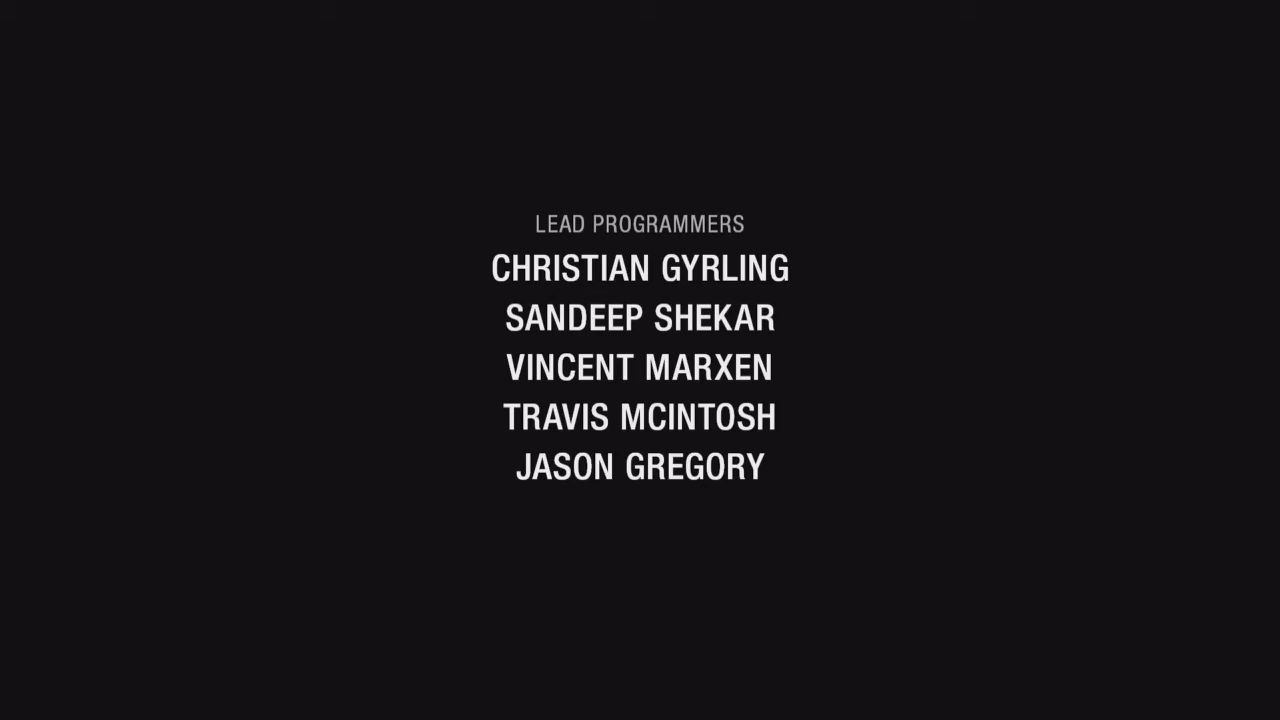 LEAD PROGRAMMERS
CHRISTIAN GYRLING
SANDEEP SHEKAR
VINCENT MARXEN
TRAVIS MCINTOSH
JASON GREGORY